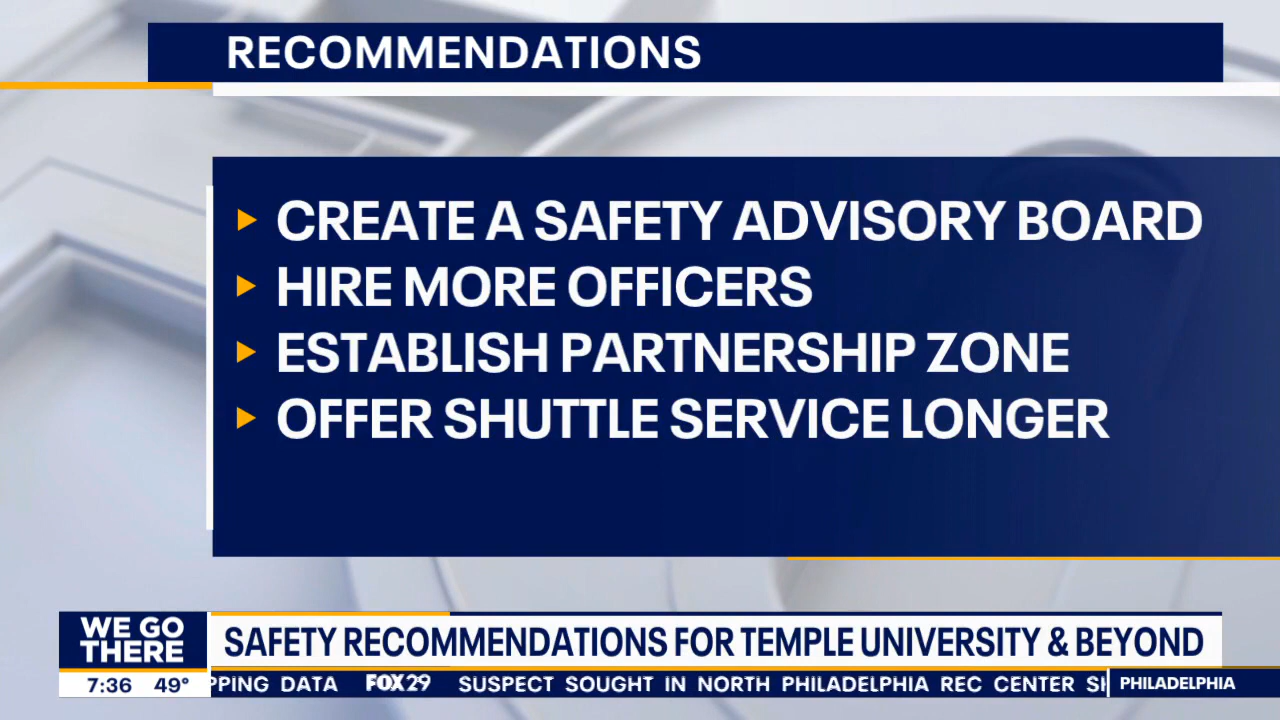 RECOMMENDATIONS
CREATE A SAFETY ADVISORY BOARD
HIRE MORE OFFICERS
ESTABLISH PARTNERSHIP ZONE
OFFER SHUTTLE SERVICE LONGER
WE GO
THERE
SAFETY RECOMMENDATIONS FOR TEMPLE UNIVERSITY & BEYOND
7:36 49° PPING DATA FOX29 SUSPECT SOUGHT IN NORTH PHILADELPHIA REC CENTER PHILADELPHIA